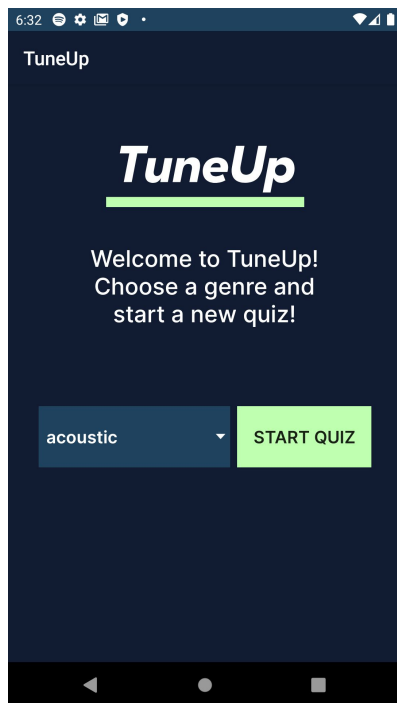 6:32
TuneUp
TuneUp
Welcome to TuneUp!
Choose a genre and
start a new quiz!
acoustic
START QUIZ